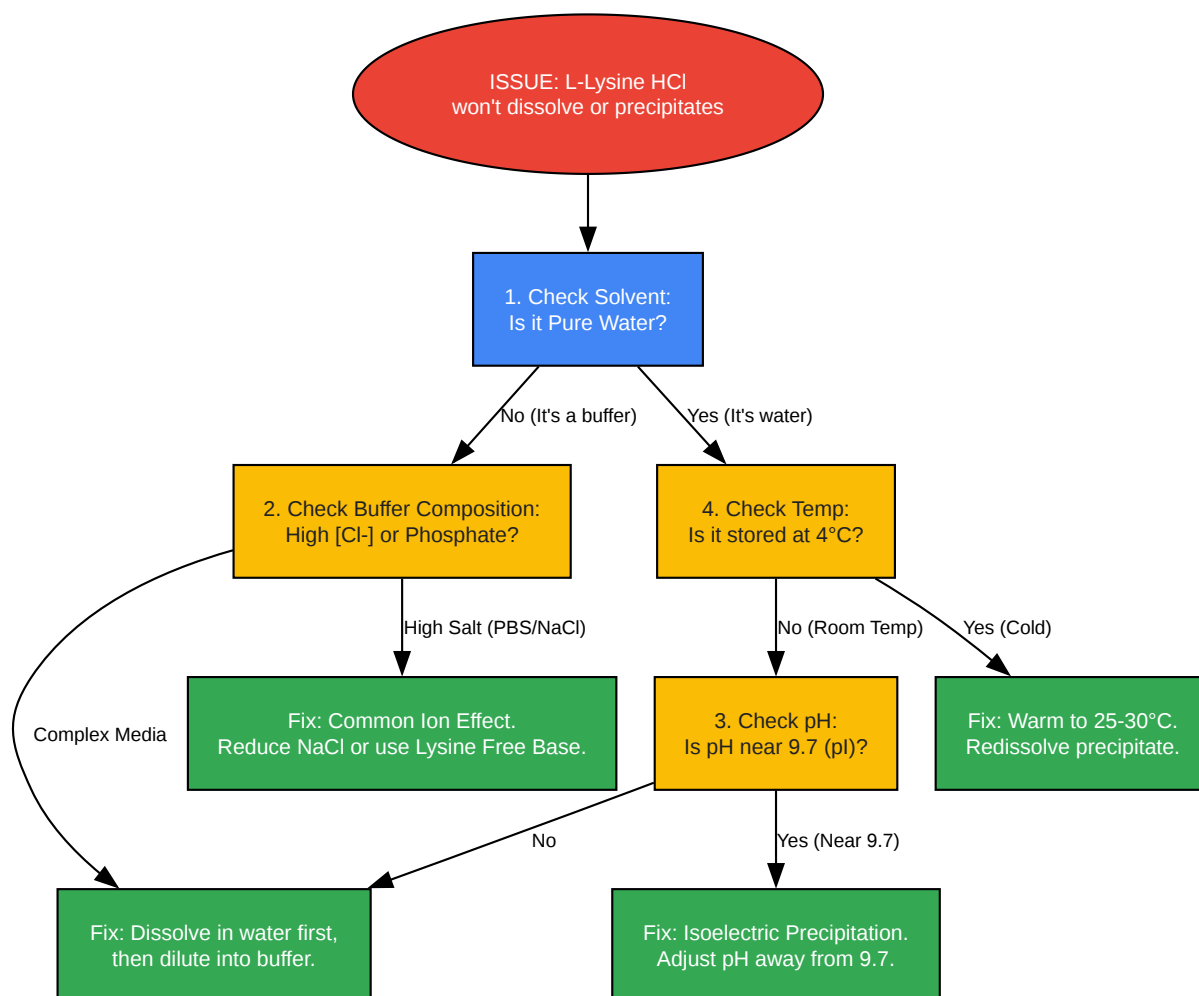 ISSUE: L-Lysine HCl
won't dissolve or precipitates
1. Check Solvent:
Is it Pure Water?
No (It's a buffer)
Yes (It's water)
2. Check Buffer Composition:
High [Cl-] or Phosphate?
4. Check Temp:
Is it stored at 4°C?
High Salt (PBS/NaCl)
No (Room Temp)
Yes (Cold)
Complex Media
Fix: Common Ion Effect.
Reduce NaCl or use Lysine Free Base.
3. Check pH:
Is pH near 9.7 (pI)?
Fix: Warm to 25-30°C.
Redissolve precipitate.
No
Yes (Near 9.7)
Fix: Dissolve in water first,
then dilute into buffer.
Fix: Isoelectric Precipitation.
Adjust pH away from 9.7.